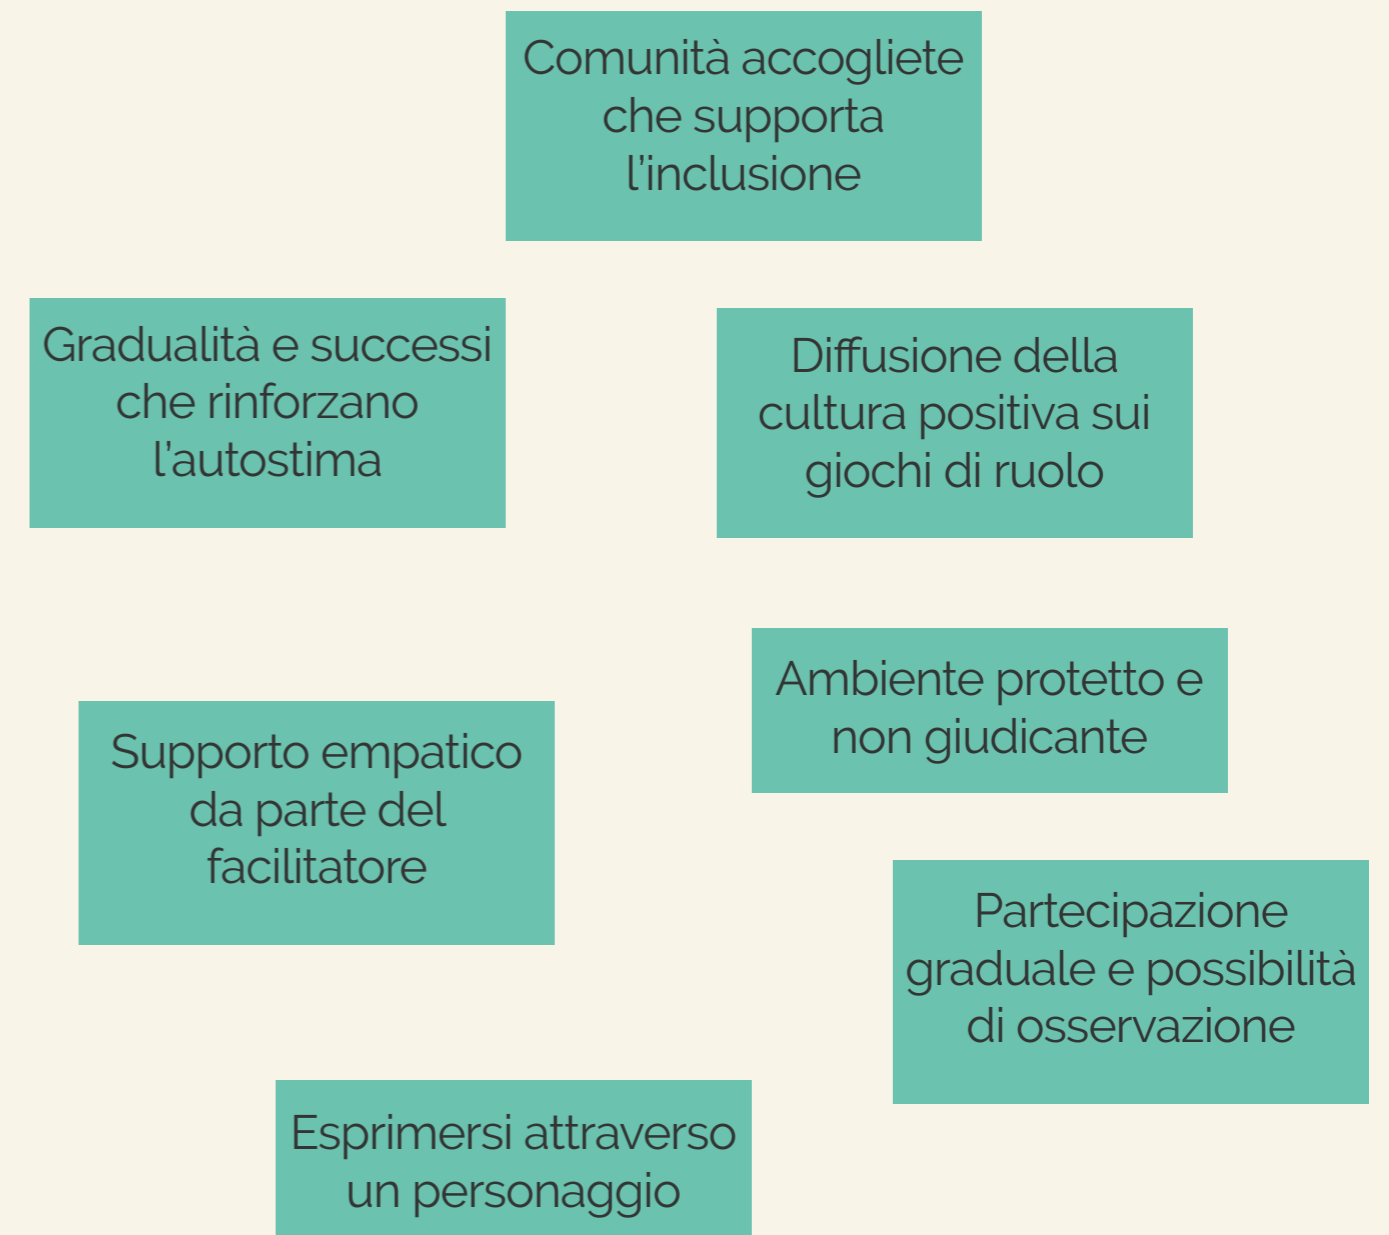 Comunità accogliete
che supporta
l'inclusione
Gradualità e successi
che rinforzano
l'autostima
Diffusione della
cultura positiva sui
giochi di ruolo
Ambiente protetto e
non giudicante
Supporto empatico
da parte del
facilitatore
Partecipazione
graduale e possibilità
di osservazione
Esprimersi attraverso
un personaggio